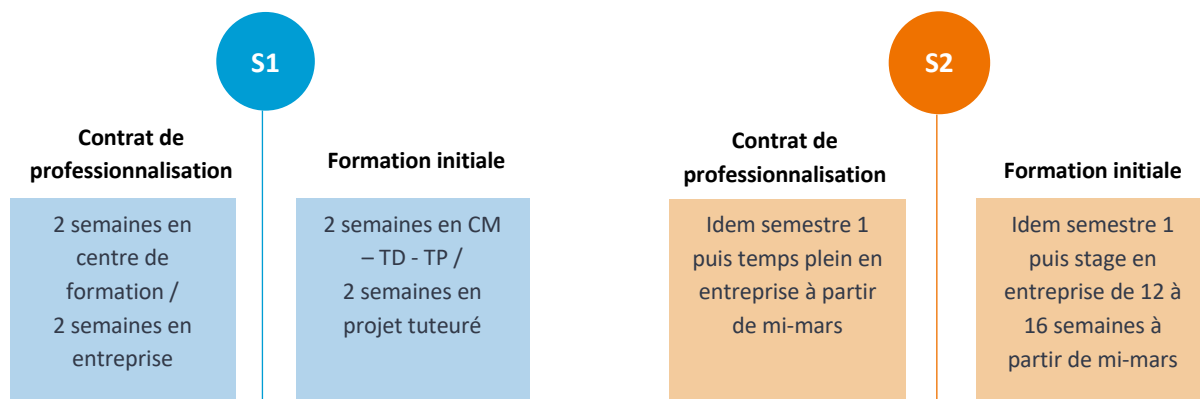 S1
Contrat de
professionnalisation
2 semaines en
centre de
formation /
2 semaines en
entreprise
Formation initiale
2 semaines en CM
– TD - TP /
2 semaines en
projet tuteuré
S2
Contrat de
professionnalisation
Idem semestre 1
puis temps plein en
entreprise à partir
de mi-mars
Formation initiale
Idem semestre 1
puis stage en
entreprise de 12 à
16 semaines à
partir de mi-mars